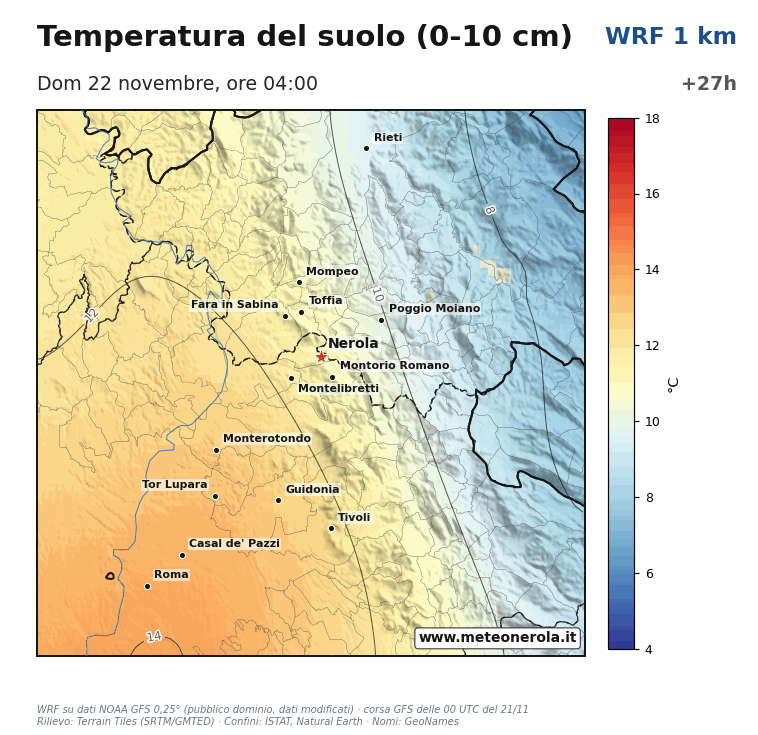 Temperatura del suolo (0-10 cm) WRF 1 km
Dom 22 novembre, ore 04:00 +27h
Rieti
8
Mompeo
10
Fara in Sabina
Toffia
Poggio Moiano
12
Nerola
Montorio Romano
Montelibretti
Monterotondo
Tor Lupara
Guidonia
Tivoli
Casal de' Pazzi
Roma
14
www.meteonerola.it
18
16
14
12
10
8
6
4
°C
WRF su dati NOAA GFS 0,25° (pubblico dominio, dati modificati) · corsa GFS delle 00 UTC del 21/11
Rilievo: Terrain Tiles (SRTM/GMTED) · Confini: ISTAT, Natural Earth · Nomi: GeoNames